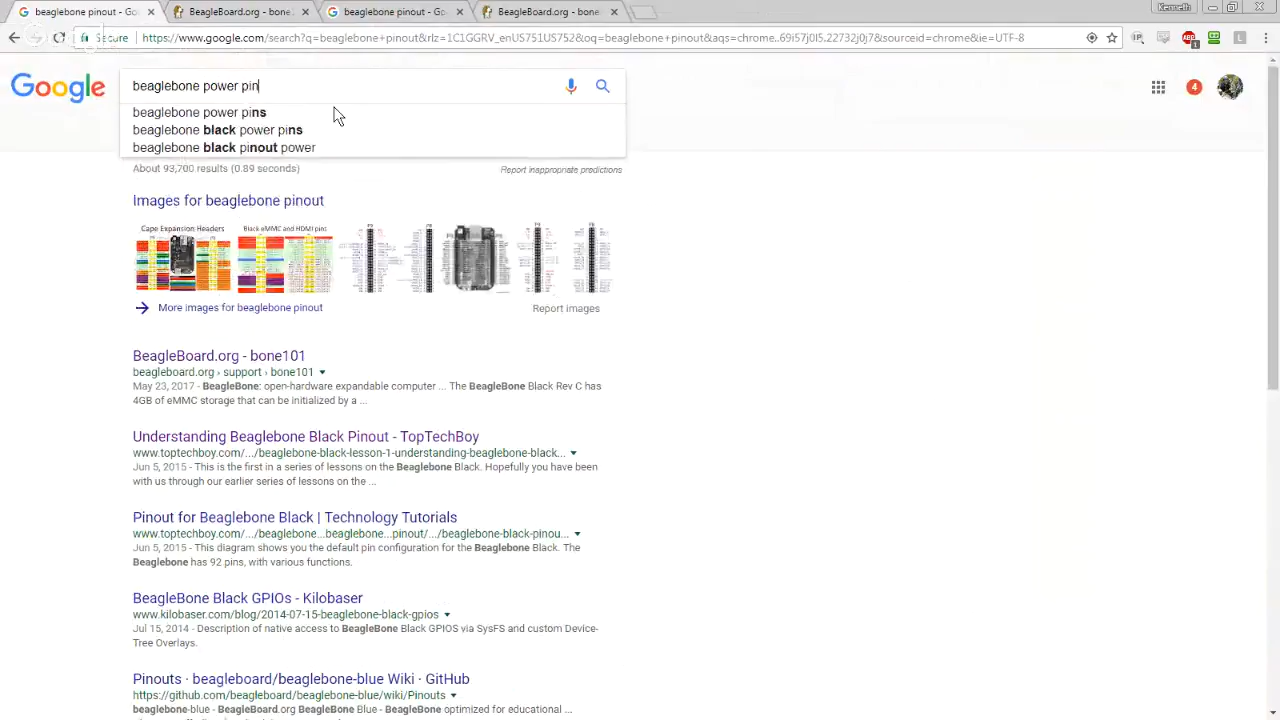 beaglebone pinout - Go
BeagleBoard.org - bone
beaglebone pinout - Go
BeagleBoard.org - bone
Secure
https://www.google.com/search?q=beaglebone+pinout&rlz=1C1GGRV_enUS751US752&oq=beaglebone+pinout&aqs=chrome..69i57j0l5.22732j0j7&sourceid=chrome&ie=UTF-8
Google
beaglebone power pin
4
beaglebone power pins
beaglebone black power pins
beaglebone black pinout power
About 93,700 results (0.89 seconds)
Report inappropriate predictions
Images for beaglebone pinout
Cape Expansion Headers
Black eMMC and HDMI pins
More images for beaglebone pinout
Report images
BeagleBoard.org - bone101
beagleboard.org › support › bone101
May 23, 2017 - BeagleBone: open-hardware expandable computer ... The BeagleBone Black Rev C has
4GB of eMMC storage that can be initialized by a ...
Understanding Beaglebone Black Pinout - TopTechBoy
www.toptechboy.com/.../beaglebone-black-lesson-1-understanding-beaglebone-black...
Jun 5, 2015 - This is the first in a series of lessons on the Beaglebone Black. Hopefully you have been
with us through our earlier series of lessons on the ...
Pinout for Beaglebone Black | Technology Tutorials
www.toptechboy.com/.../beaglebone...beaglebone...pinout/.../beaglebone-black-pinou...
Jun 5, 2015 - This diagram shows you the default pin configuration for the Beaglebone Black. The
Beaglebone has 92 pins, with various functions.
BeagleBone Black GPIOs - Kilobaser
www.kilobaser.com/blog/2014-07-15-beaglebone-black-gpios
Jul 15, 2014 - Description of native access to BeagleBone Black GPIOS via SysFS and custom Device-
Tree Overlays.
Pinouts · beagleboard/beaglebone-blue Wiki · GitHub
https://github.com/beagleboard/beaglebone-blue/wiki/Pinouts
beaglebone-blue - BeagleBoard.org BeagleBone Blue - BeagleBone optimized for educational ...